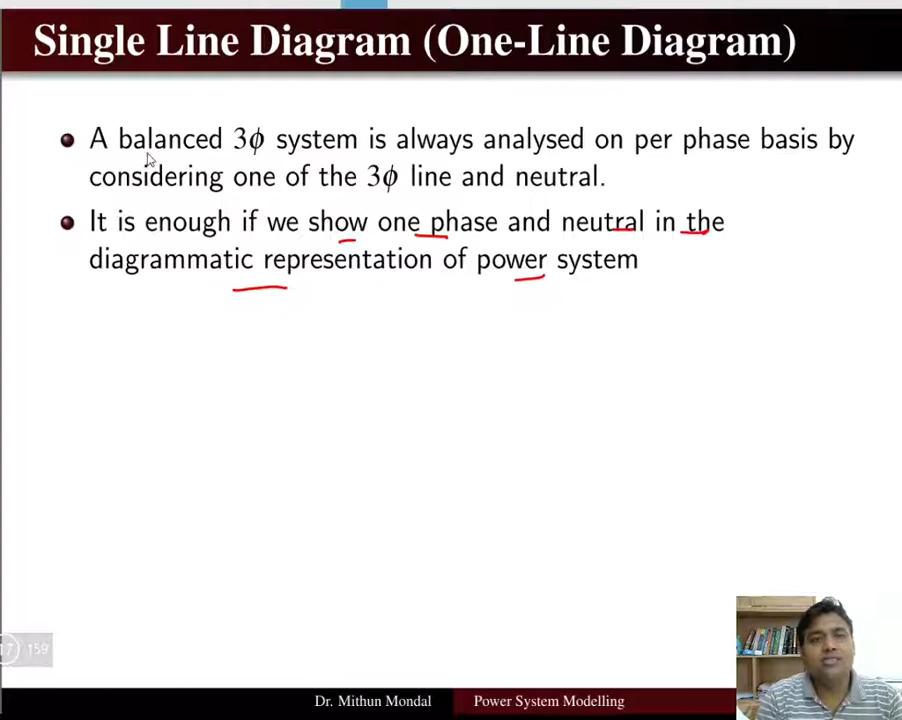 Single Line Diagram (One-Line Diagram)
A balanced 3ϕ system is always analysed on per phase basis by
considering one of the 3ϕ line and neutral.
It is enough if we show one phase and neutral in the
diagrammatic representation of power system
17 159
Dr. Mithun Mondal Power System Modelling